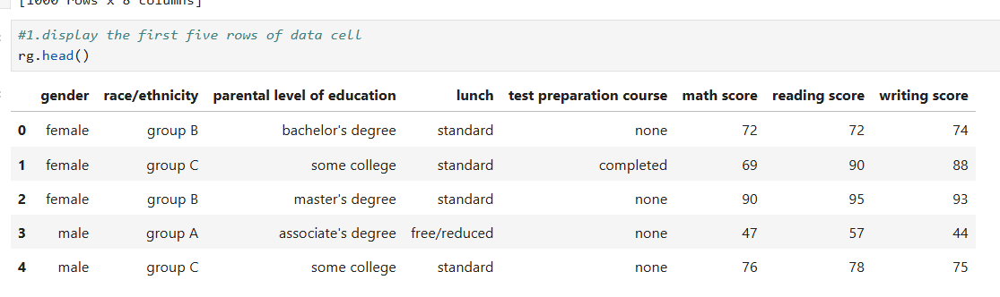 [1000 rows x 8 columns]
#1.display the first five rows of data cell
rg.head()
gender race/ethnicity parental level of education lunch test preparation course math score reading score writing score
0 female group B bachelor's degree standard none 72 72 74
1 female group C some college standard completed 69 90 88
2 female group B master's degree standard none 90 95 93
3 male group A associate's degree free/reduced none 47 57 44
4 male group C some college standard none 76 78 75